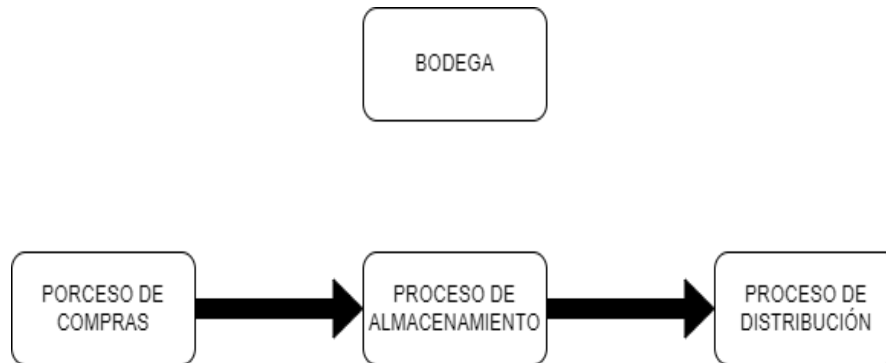 BODEGA
PORCESO DE
COMPRAS
PROCESO DE
ALMACENAMIENTO
PROCESO DE
DISTRIBUCIÓN